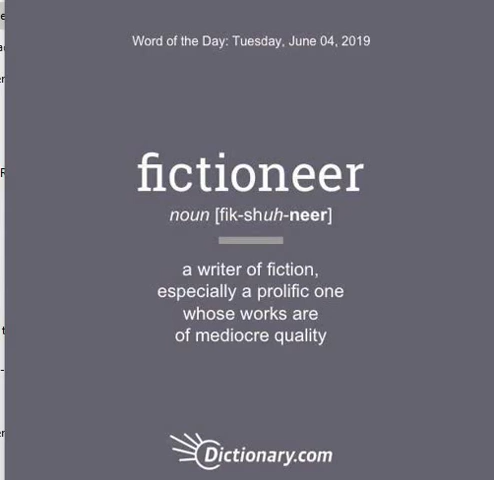 Word of the Day: Tuesday, June 04, 2019
fictioneer
noun [fik-shuh-neer]
a writer of fiction,
especially a prolific one
whose works are
of mediocre quality
Dictionary.com